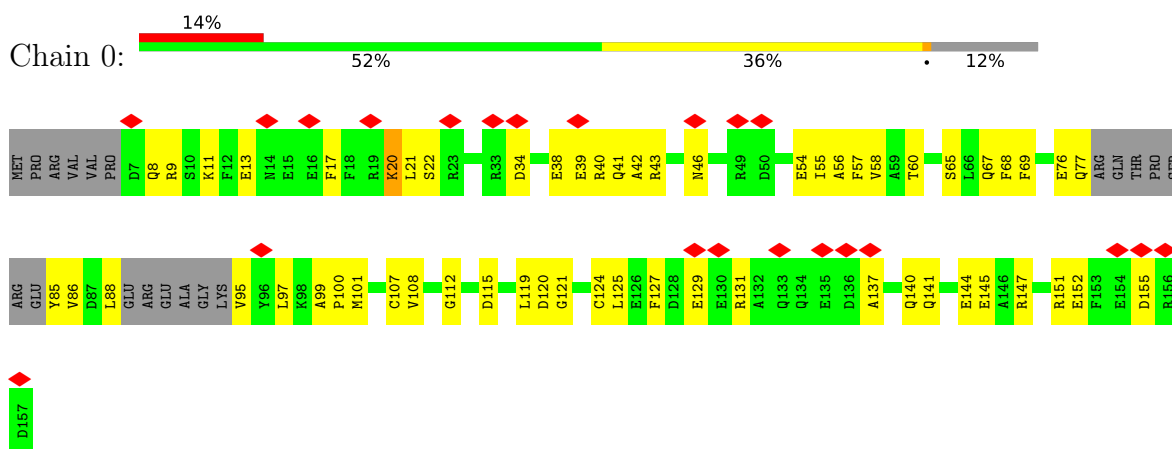 14%
Chain 0:
52% 36% • 12%
MET PRO ARG VAL VAL PRO D7 Q8 R9 S10 K11 F12 E13 N14 E15 E16 F17 F18 R19 K20 L21 S22 R23 R33 D34 E38 E39 R40 Q41 A42 R43 N46 R49 D50 E54 I55 A56 F57 V58 A59 T60 S65 L66 Q67 F68 F69 E76 Q77 ARG GLN THR PRO SER
ARG GLU Y85 V86 D87 L88 GLU ARG GLU ALA GLY LYS V95 Y96 L97 K98 A99 P100 M101 C107 V108 G112 D115 L119 D120 G121 C124 L125 E126 F127 D128 E129 E130 R131 A132 Q133 Q134 E135 D136 A137 Q140 Q141 E144 E145 A146 R147 R151 E152 F153 E154 D155 R156
D157